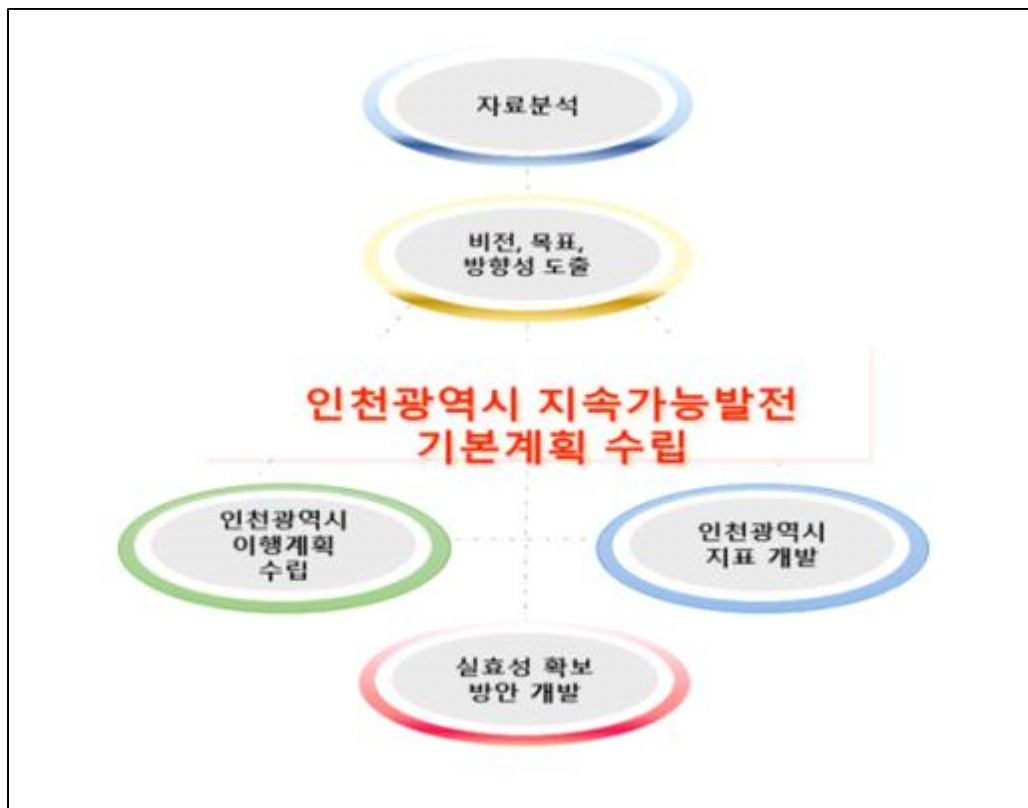 자료분석
비전, 목표,
방향성 도출
인천광역시 지속가능발전
기본계획 수립
인천광역시
이행계획
수립
인천광역시
지표 개발
실효성 확보
방안 개발